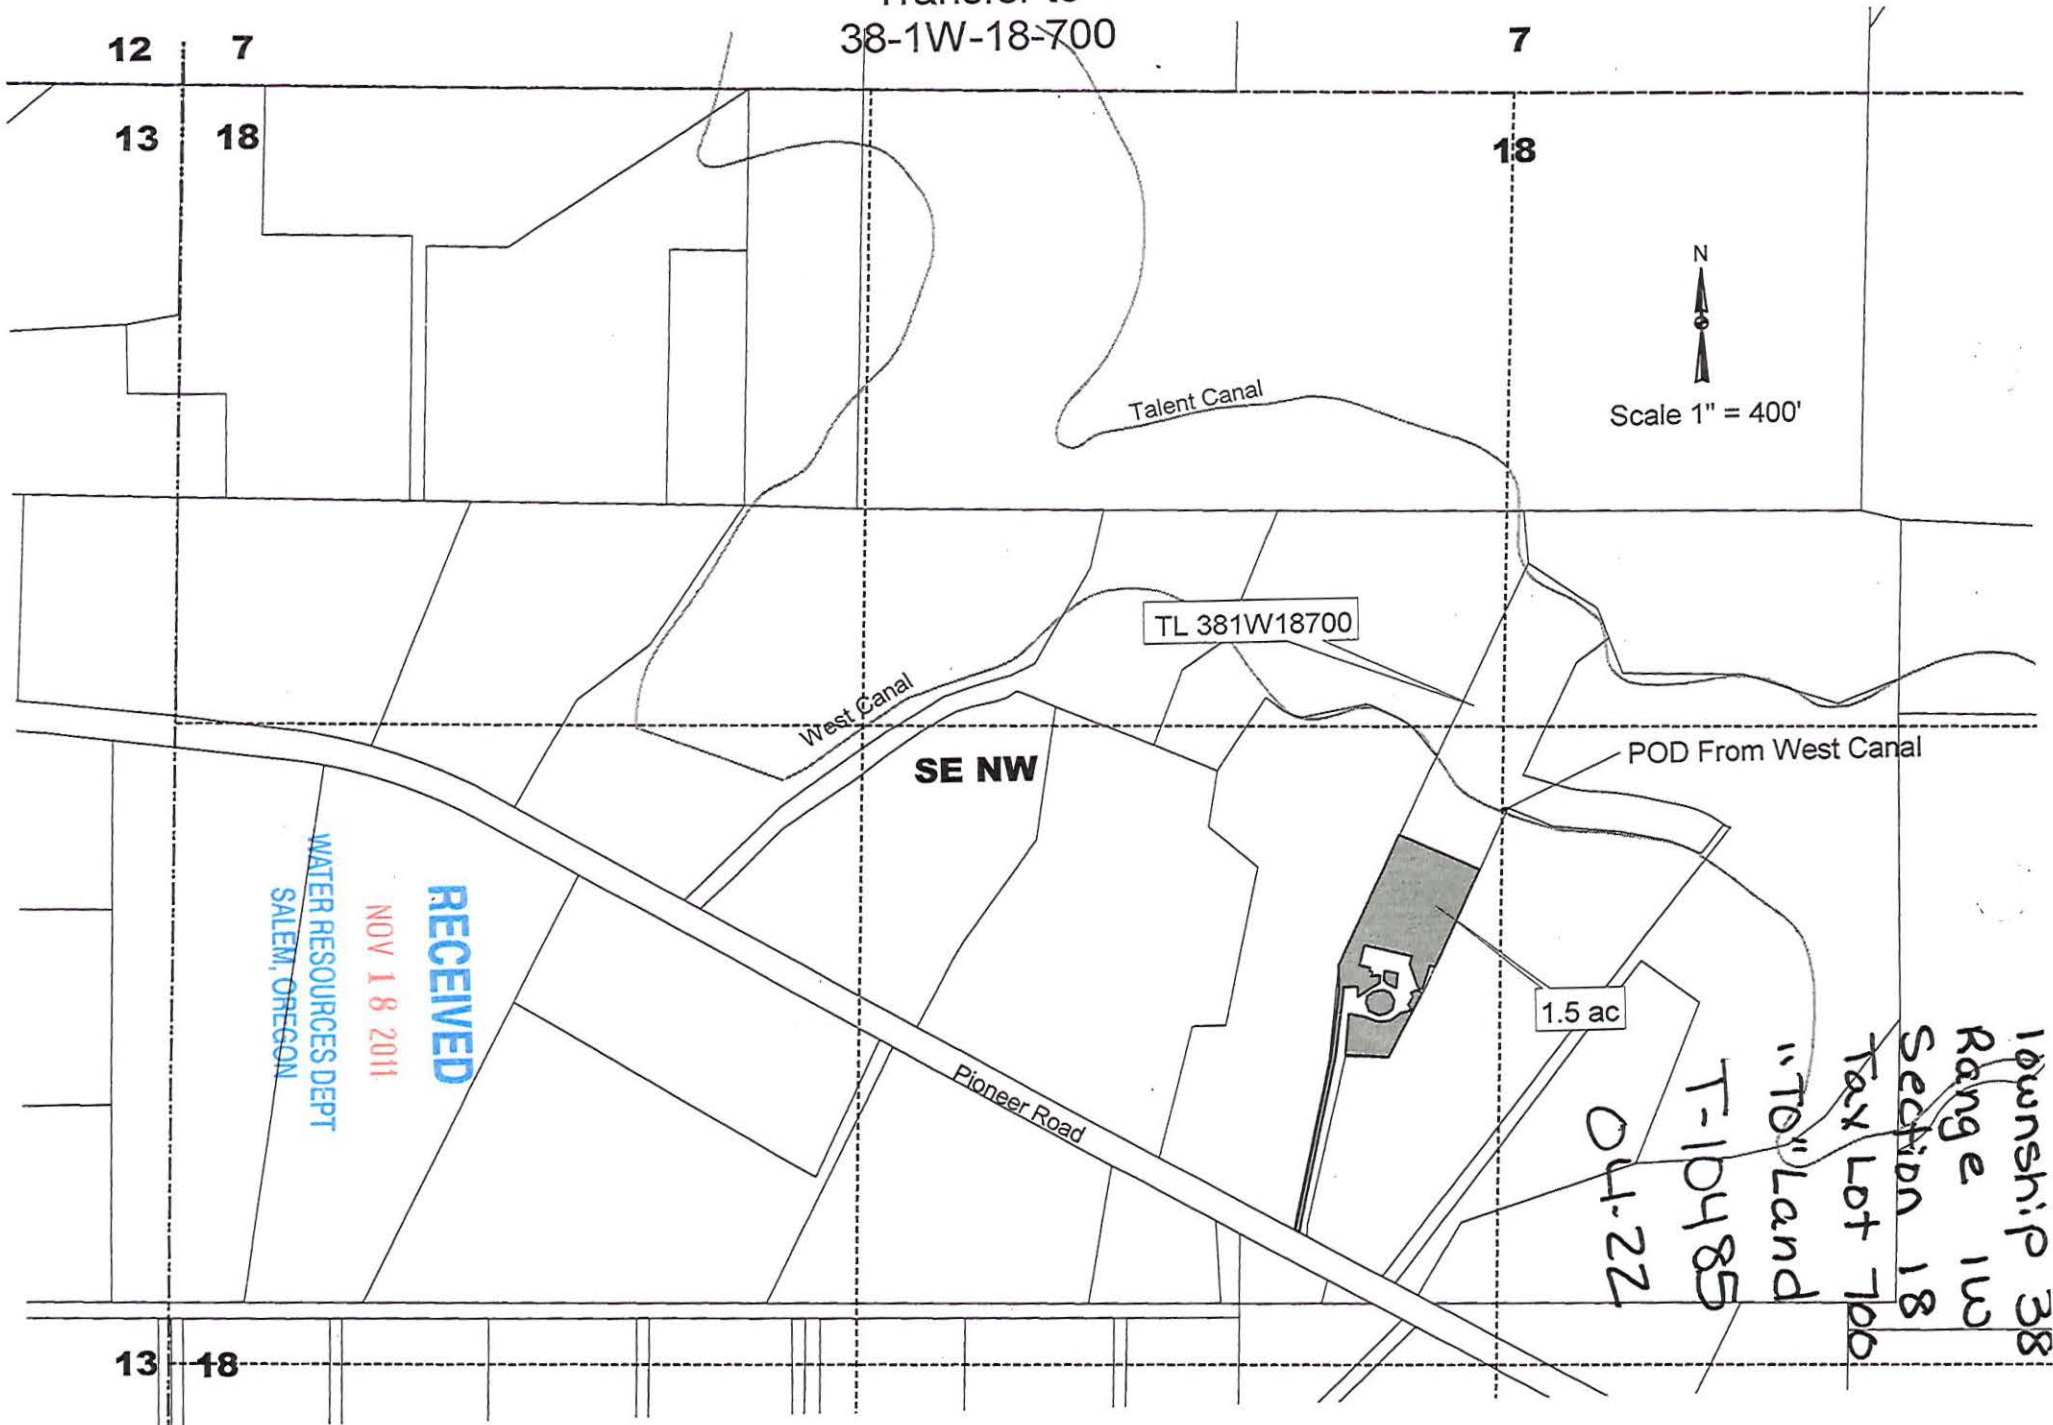 Transfer to
38-1W-18-700
12 7
7
13 18
18
N
Scale 1" = 400'
Talent Canal
TL 381W18700
West Canal
POD From West Canal
SE NW
1.5 ac
Pioneer Road
RECEIVED
NOV 18 2011
WATER RESOURCES DEPT
SALEM, OREGON
Township 38
Range 1W
Section 18
Tax Lot 700
"To" Land
T-10485
04-22
13 18